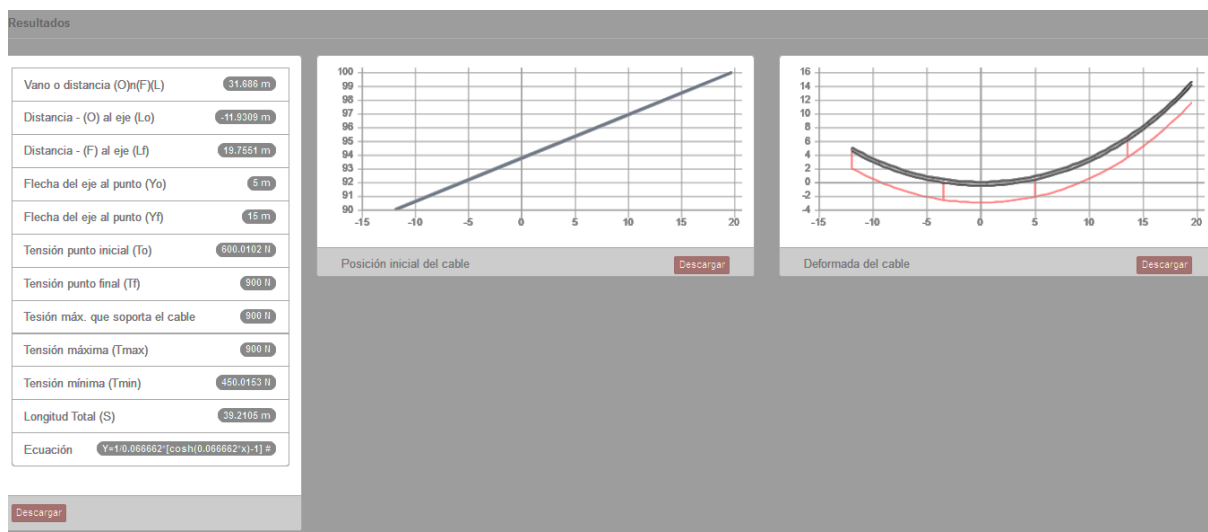 Resultados
Vano o distancia (O)n(F)(L) 31.686 m
Distancia - (O) al eje (Lo) -11.9309 m
Distancia - (F) al eje (Lf) 19.7551 m
Flecha del eje al punto (Yo) 5 m
Flecha del eje al punto (Yf) 15 m
Tensión punto inicial (To) 600.0102 N
Tensión punto final (Tf) 900 N
Tesión máx. que soporta el cable 900 N
Tensión máxima (Tmax) 900 N
Tensión mínima (Tmin) 450.0153 N
Longitud Total (S) 39.2105 m
Ecuación Y=1/0.066662*[cosh(0.066662*x)-1] #
Descargar
100
99
98
97
96
95
94
93
92
91
90
-15 -10 -5 0 5 10 15 20
Posición inicial del cable Descargar
16
14
12
10
8
6
4
2
0
-2
-4
-15 -10 -5 0 5 10 15 20
Deformada del cable Descargar